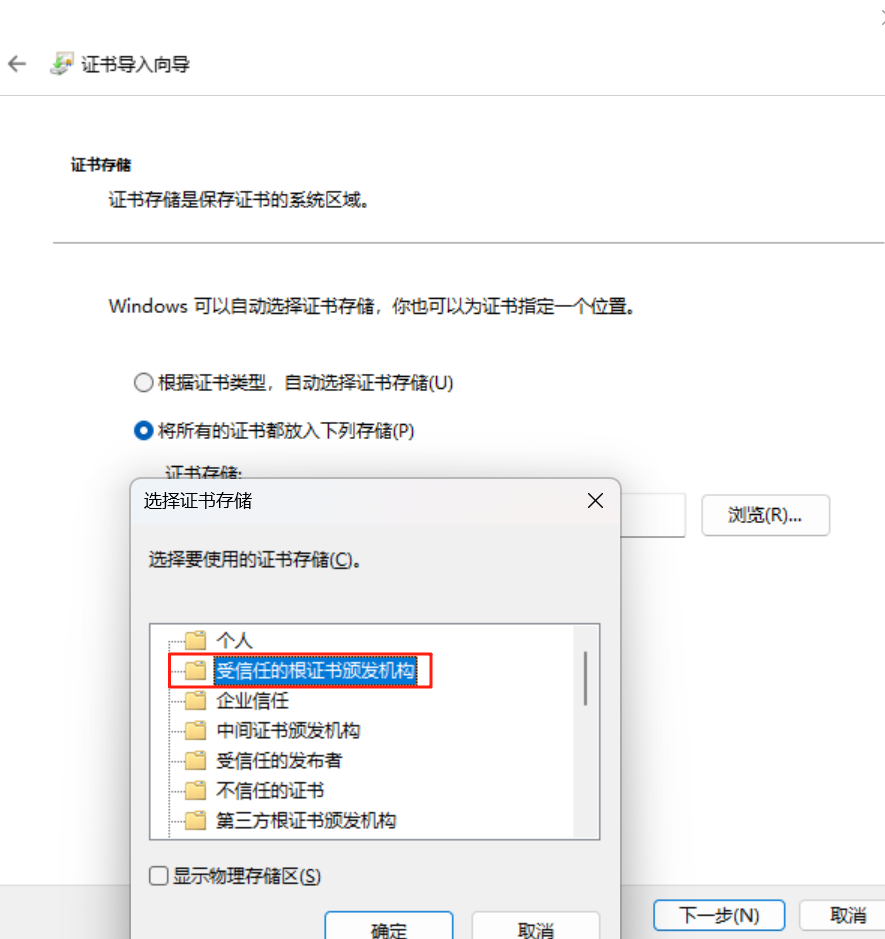 证书导入向导
证书存储
证书存储是保存证书的系统区域。
Windows 可以自动选择证书存储，你也可以为证书指定一个位置。
根据证书类型，自动选择证书存储(U)
将所有的证书都放入下列存储(P)
证书存储:
浏览(R)...
选择证书存储
选择要使用的证书存储(C)。
个人
受信任的根证书颁发机构
企业信任
中间证书颁发机构
受信任的发布者
不信任的证书
第三方根证书颁发机构
显示物理存储区(S)
确定
取消
下一步(N)
取消